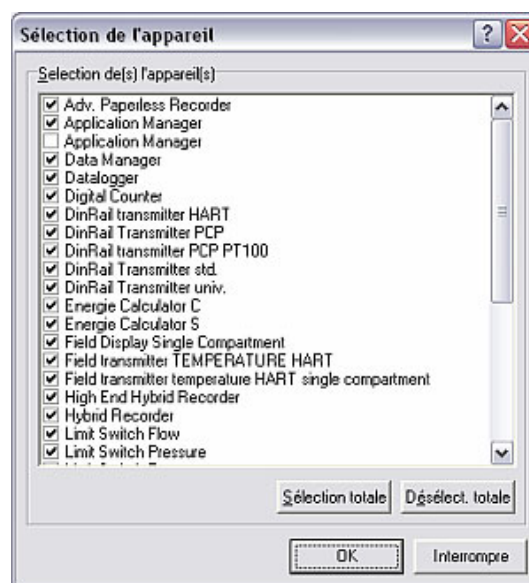 Sélection de l'appareil
Selection de(s) l'appareil(s)
Adv. Paperless Recorder
Application Manager
Application Manager
Data Manager
Datalogger
Digital Counter
DinRail transmitter HART
DinRail Transmitter PCP
DinRail transmitter PCP PT100
DinRail Transmitter std.
DinRail Transmitter univ.
Energie Calculator C
Energie Calculator S
Field Display Single Compartment
Field transmitter TEMPERATURE HART
Field transmitter temperature HART single compartment
High End Hybrid Recorder
Hybrid Recorder
Limit Switch Flow
Limit Switch Pressure
Sélection totale Désélect. totale
OK Interrompre